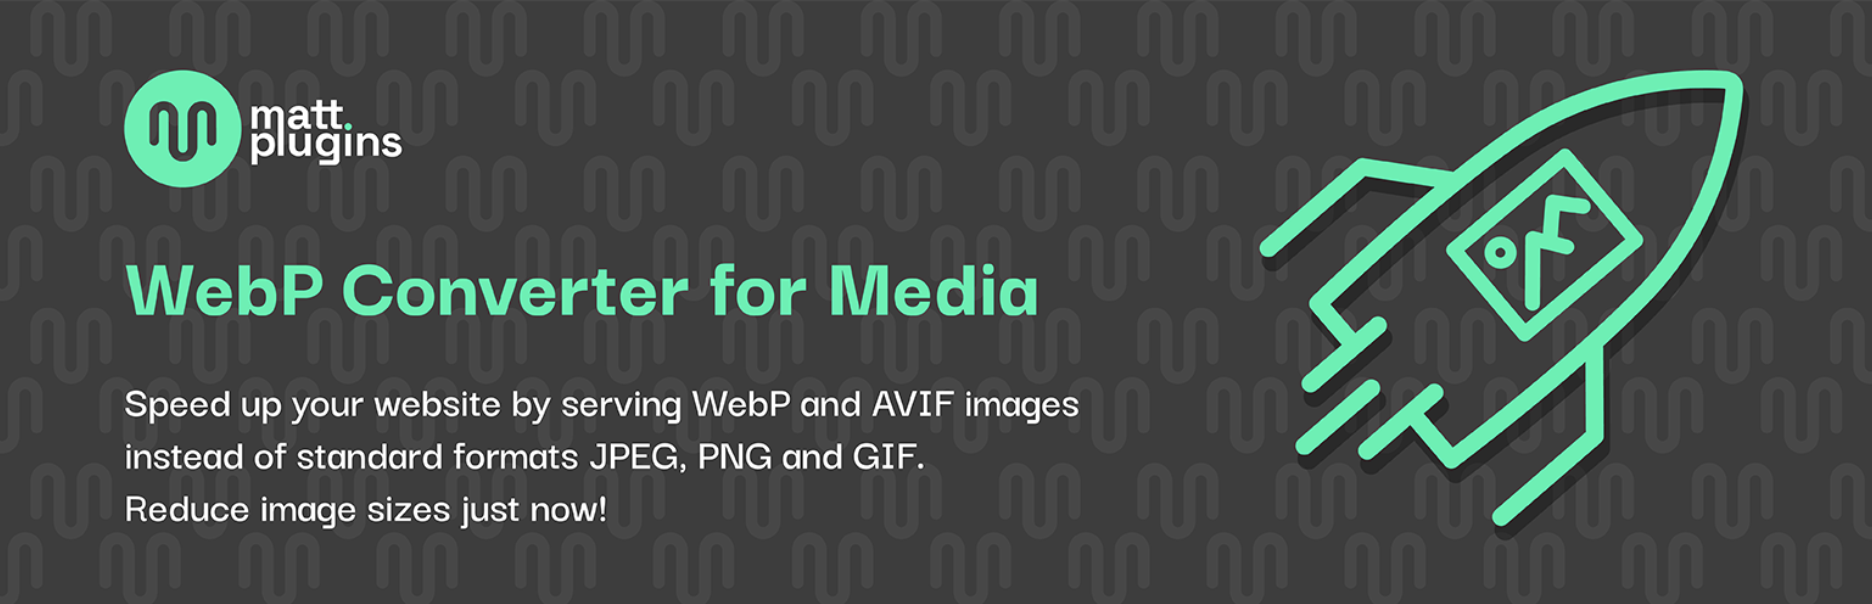 matt
plugins
WebP Converter for Media
Speed up your website by serving WebP and AVIF images
instead of standard formats JPEG, PNG and GIF.
Reduce image sizes just now!